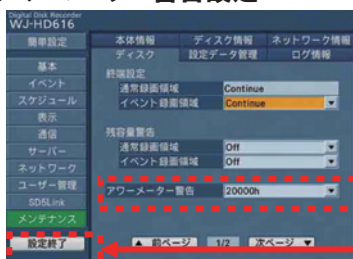 アワーメーター警告設定
Digital Disk Recorder
WJ-HD616
簡単設定
本体情報 ディスク情報 ネットワーク情報
ディスク 設定データ管理 ログ情報
基本
イベント
スケジュール
表示
通信
サーバー
ネットワーク
ユーザー管理
SD5Link
メンテナンス
設定終了
終端設定
通常録画領域 Continue
イベント録画領域 Continue
残容量警告
通常録画領域 Off
イベント録画領域 Off
アワーメーター警告 20000h
▲ 前ページ 1/2 次ページ ▼